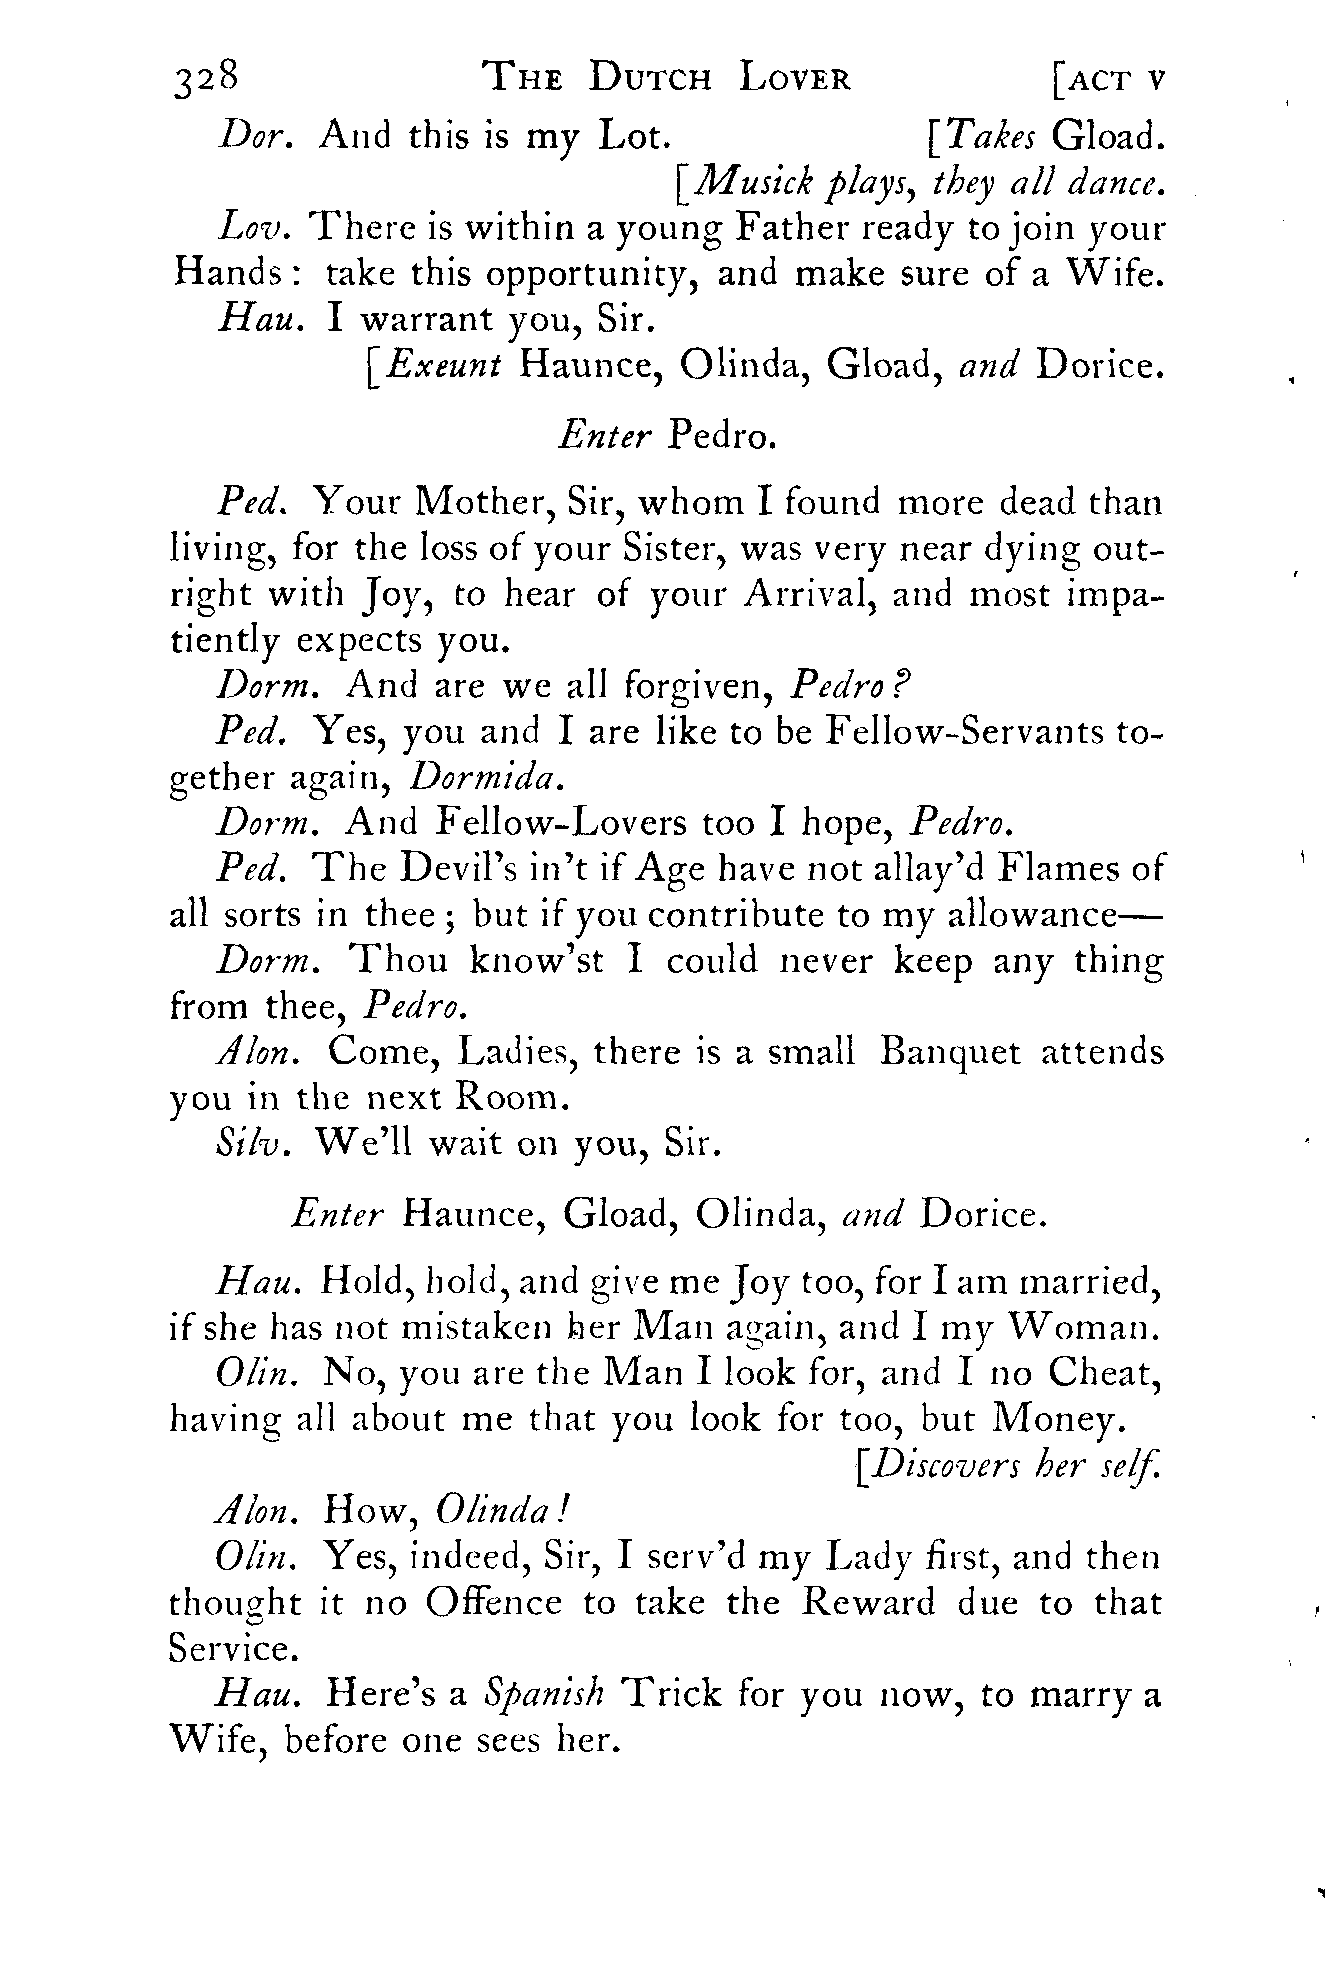 328 The Dutch Lover [act v
Dor. And this is my Lot. [Takes Gload.
[Musick plays, they all dance.
Lov. There is within a young Father ready to join your
Hands : take this opportunity, and make sure of a Wife.
Hau. I warrant you, Sir.
[Exeunt Haunce, Olinda, Gload, and Dorice.
Enter Pedro.
Ped. Your Mother, Sir, whom I found more dead than
living, for the loss of your Sister, was very near dying out-
right with Joy, to hear of your Arrival, and most impa-
tiently expects you.
Dorm. And are we all forgiven, Pedro ?
Ped. Yes, you and I are like to be Fellow-Servants to-
gether again, Dormida.
Dorm. And Fellow-Lovers too I hope, Pedro.
Ped. The Devil’s in’t if Age have not allay’d Flames of
all sorts in thee ; but if you contribute to my allowance—
Dorm. Thou know’st I could never keep any thing
from thee, Pedro.
Alon. Come, Ladies, there is a small Banquet attends
you in the next Room.
Silv. We’ll wait on you, Sir.
Enter Haunce, Gload, Olinda, and Dorice.
Hau. Hold, hold, and give me Joy too, for I am married,
if she has not mistaken her Man again, and I my Woman.
Olin. No, you are the Man I look for, and I no Cheat,
having all about me that you look for too, but Money.
[Discovers her self.
Alon. How, Olinda !
Olin. Yes, indeed, Sir, I serv’d my Lady first, and then
thought it no Offence to take the Reward due to that
Service.
Hau. Here’s a Spanish Trick for you now, to marry a
Wife, before one sees her.